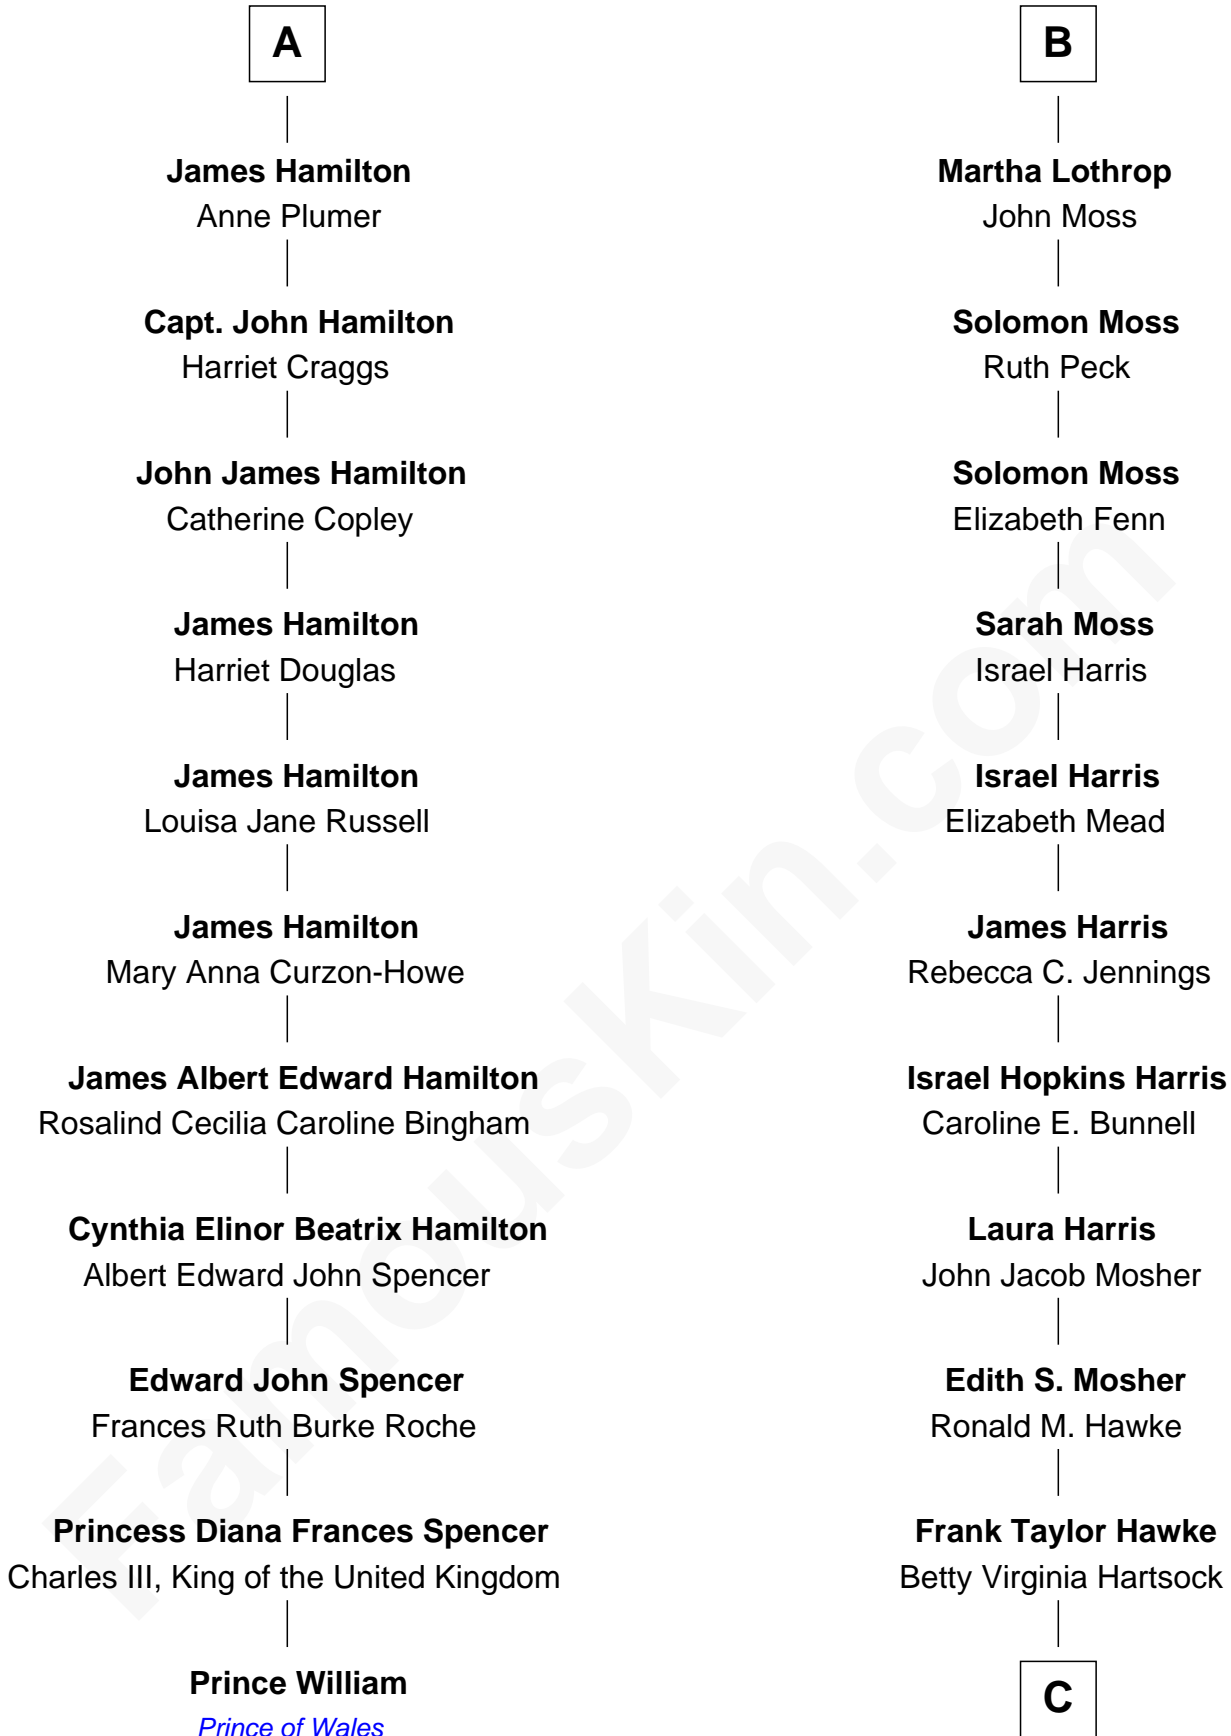 A
James Hamilton
Anne Plumer
Capt. John Hamilton
Harriet Craggs
John James Hamilton
Catherine Copley
James Hamilton
Harriet Douglas
James Hamilton
Louisa Jane Russell
James Hamilton
Mary Anna Curzon-Howe
James Albert Edward Hamilton
Rosalind Cecilia Caroline Bingham
Cynthia Elinor Beatrix Hamilton
Albert Edward John Spencer
Edward John Spencer
Frances Ruth Burke Roche
Princess Diana Frances Spencer
Charles III, King of the United Kingdom
Prince William
Prince of Wales
B
Martha Lothrop
John Moss
Solomon Moss
Ruth Peck
Solomon Moss
Elizabeth Fenn
Sarah Moss
Israel Harris
Israel Harris
Elizabeth Mead
James Harris
Rebecca C. Jennings
Israel Hopkins Harris
Caroline E. Bunnell
Laura Harris
John Jacob Mosher
Edith S. Mosher
Ronald M. Hawke
Frank Taylor Hawke
Betty Virginia Hartsock
C
FamousKin.com